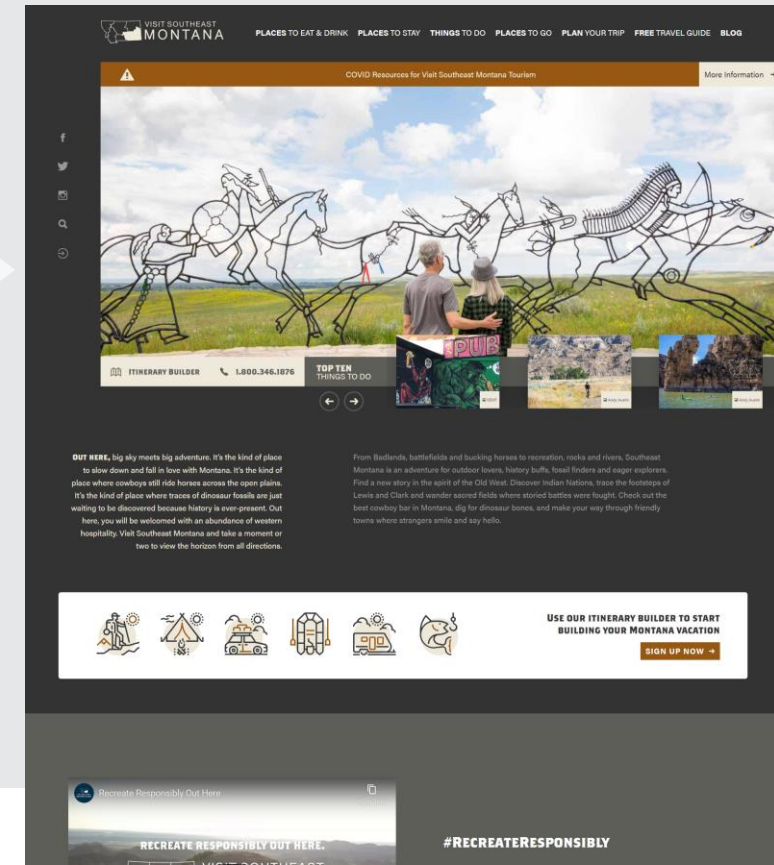 VISIT SOUTHEAST
MONTANA
PLACES TO EAT & DRINK PLACES TO STAY THINGS TO DO PLACES TO GO PLAN YOUR TRIP FREE TRAVEL GUIDE BLOG
COVID Resources for Visit Southeast Montana Tourism
More Information →
ITINERARY BUILDER
1.800.346.1876
TOP TEN
THINGS TO DO
PUB
OUT HERE, big sky meets big adventure. It's the kind of place
to slow down and fall in love with Montana. It's the kind of
place where cowboys still ride horses across the open plains.
It's the kind of place where traces of dinosaur fossils are just
waiting to be discovered because history is ever-present. Out
here, you will be welcomed with an abundance of western
hospitality. Visit Southeast Montana and take a moment or
two to view the horizon from all directions.
From Badlands, battlefields and bucking horses to recreation, rocks and rivers, Southeast
Montana is an adventure for outdoor lovers, history buffs, fossil finders and eager explorers.
Find a new story in the spirit of the Old West. Discover Indian Nations, trace the footsteps of
Lewis and Clark and wander sacred fields where storied battles were fought. Check out the
best cowboy bar in Montana, dig for dinosaur bones, and make your way through friendly
towns where strangers smile and say hello.
USE OUR ITINERARY BUILDER TO START
BUILDING YOUR MONTANA VACATION
SIGN UP NOW →
Recreate Responsibly Out Here
RECREATE RESPONSIBLY OUT HERE.
VISIT SOUTHEAST
#RECREATERESPONSIBLY